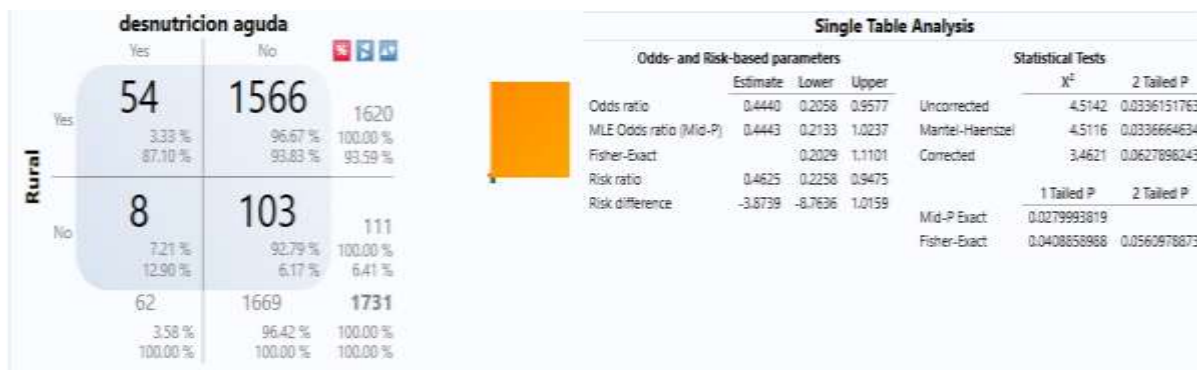 desnutricion aguda
Yes No
Rural
Yes 54 1566 1620
3.33 % 96.67 % 100.00 %
87.10 % 93.83 % 93.59 %
No 8 103 111
7.21 % 92.79 % 100.00 %
12.90 % 6.17 % 6.41 %
62 1669 1731
3.58 % 96.42 % 100.00 %
100.00 % 100.00 % 100.00 %
Single Table Analysis
Odds- and Risk-based parameters
Estimate Lower Upper
Odds ratio 0.4440 0.2058 0.9577
MLE Odds ratio (Mid-P) 0.4443 0.2133 1.0237
Fisher-Exact 0.2029 1.1101
Risk ratio 0.4625 0.2258 0.9475
Risk difference -3.8739 -8.7636 1.0159
Statistical Tests
X² 2 Tailed P
Uncorrected 4.5142 0.0336151763
Mantel-Haenszel 4.5116 0.0336664634
Corrected 3.4621 0.0627898243
1 Tailed P 2 Tailed P
Mid-P Exact 0.0279993819
Fisher-Exact 0.0408858988 0.0560978873